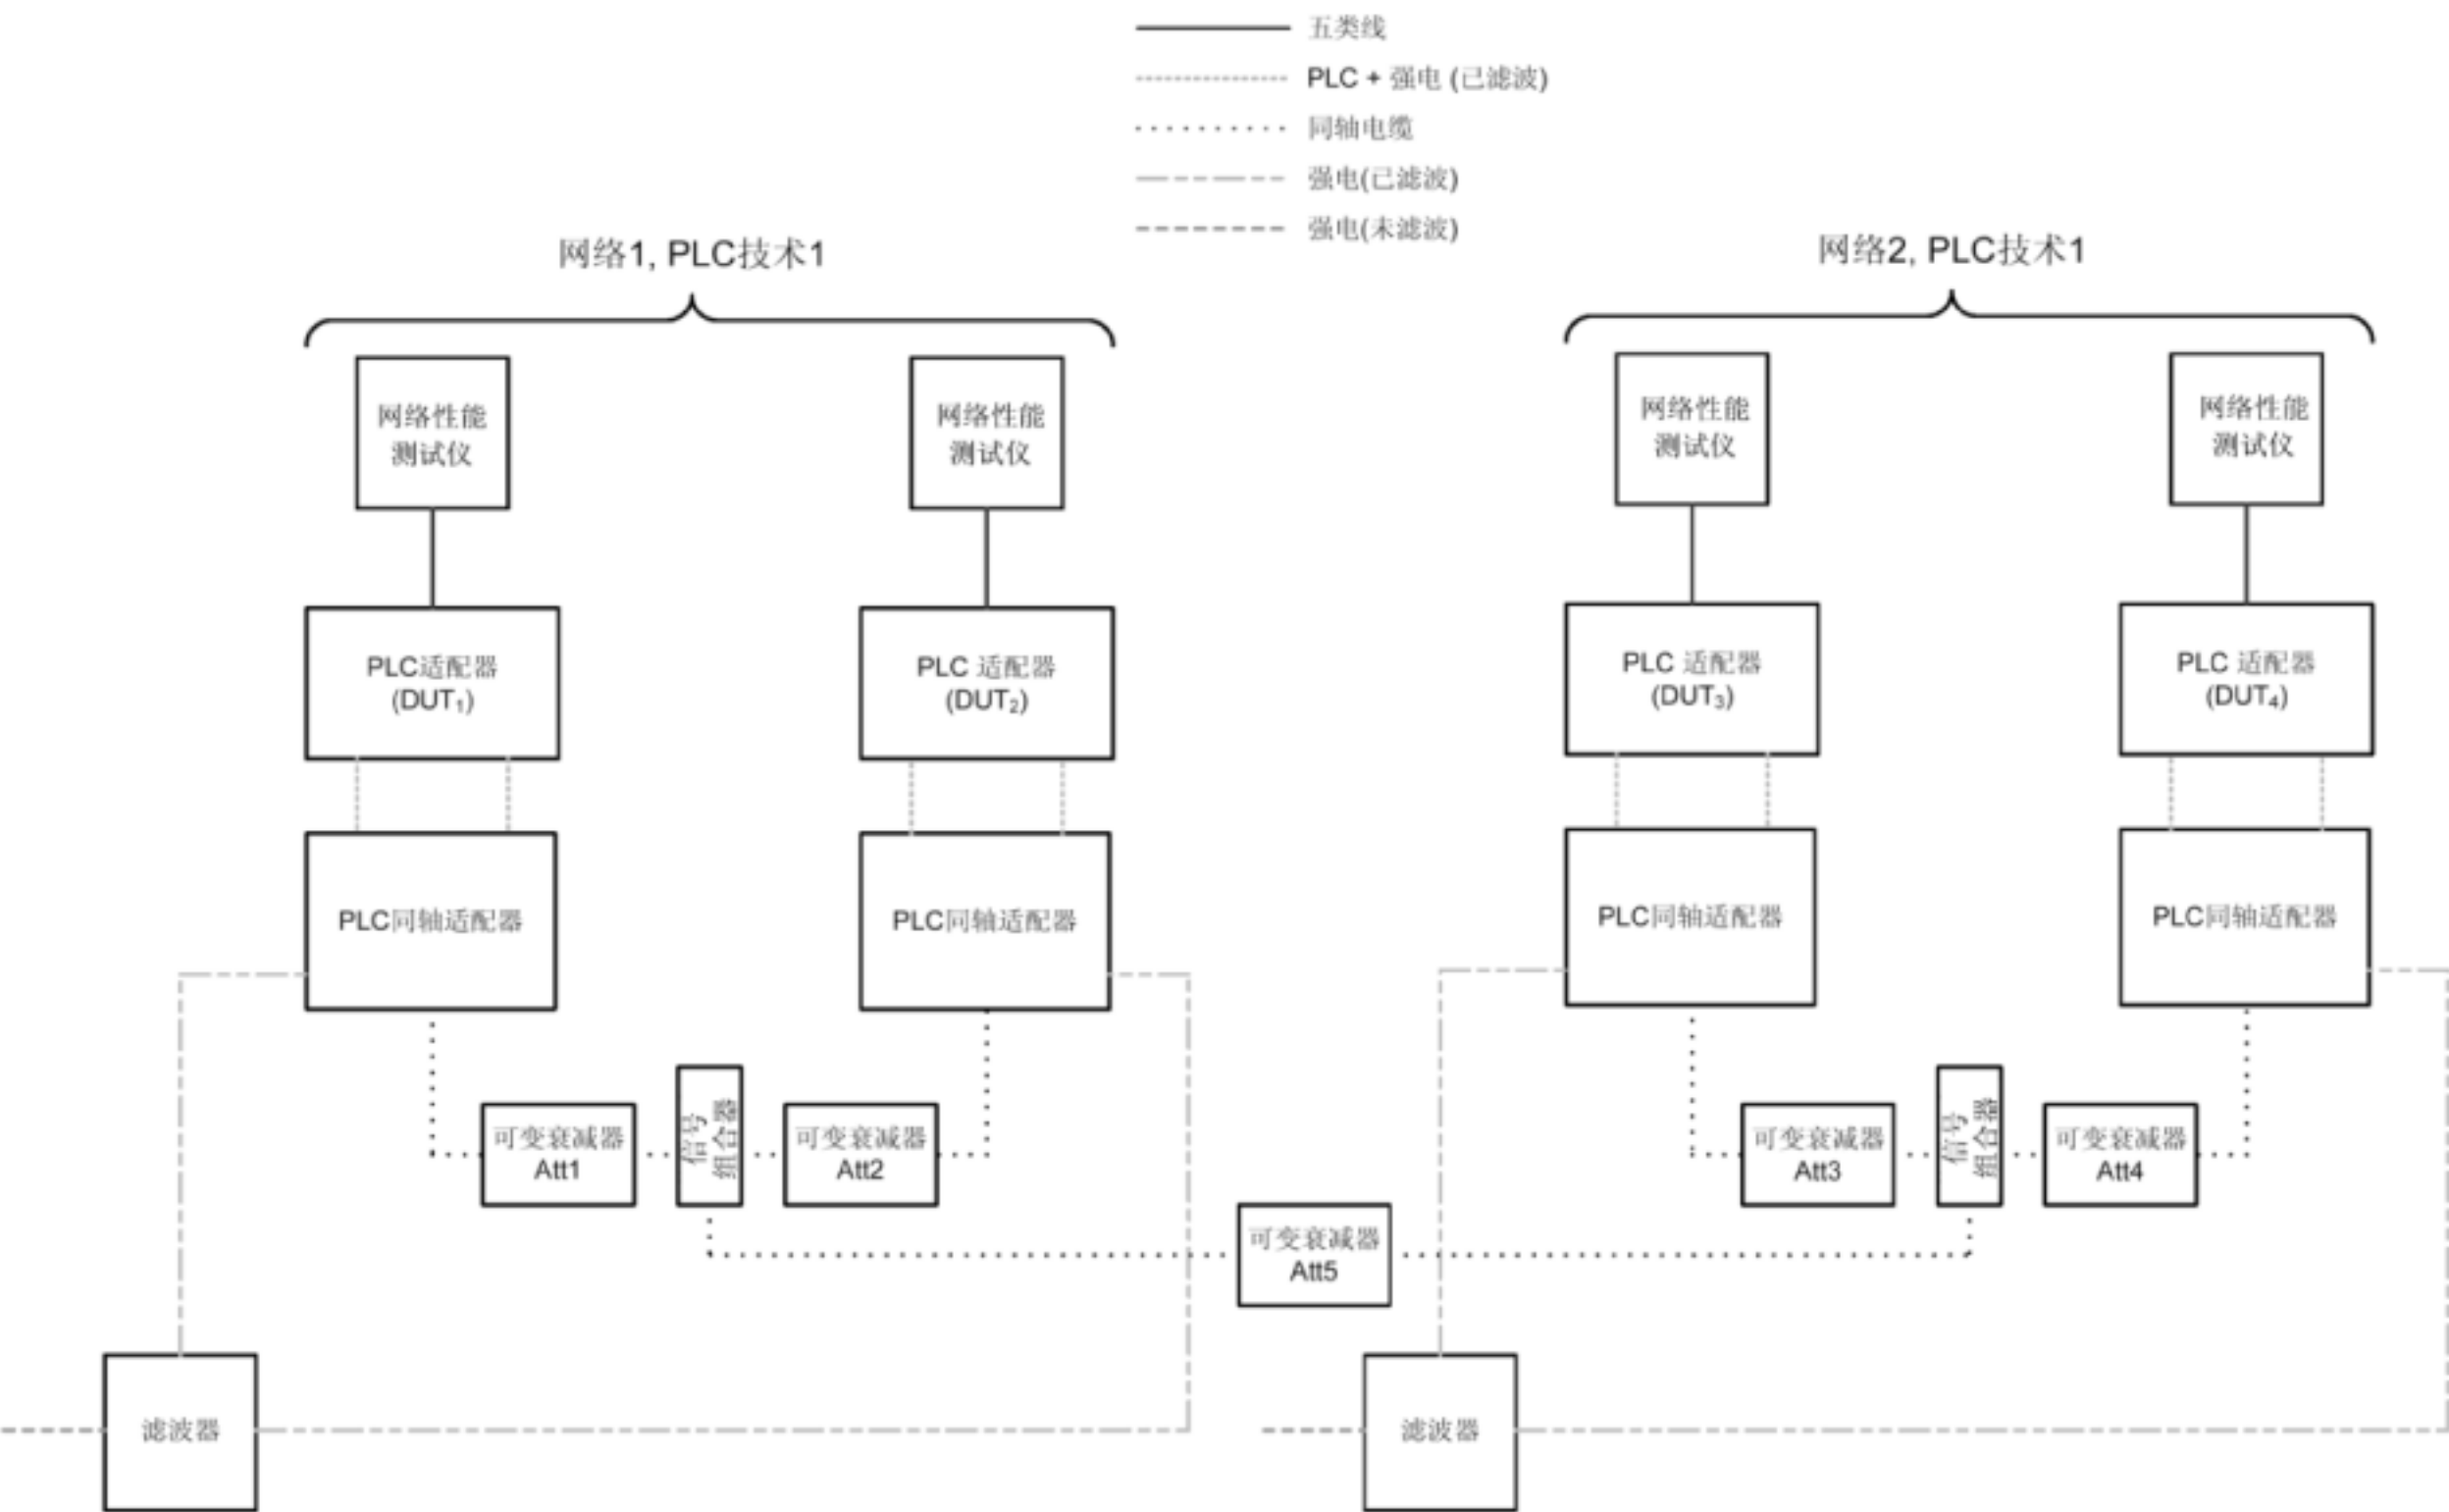 五类线
PLC + 强电 (已滤波)
同轴电缆
强电(已滤波)
强电(未滤波)
网络1, PLC技术1
网络2, PLC技术1
网络性能
测试仪
网络性能
测试仪
网络性能
测试仪
网络性能
测试仪
PLC适配器
(DUT₁)
PLC 适配器
(DUT₂)
PLC 适配器
(DUT₃)
PLC 适配器
(DUT₄)
PLC同轴适配器
PLC同轴适配器
PLC同轴适配器
PLC同轴适配器
可变衰减器
Att1
信号
组合器
可变衰减器
Att2
可变衰减器
Att3
信号
组合器
可变衰减器
Att4
可变衰减器
Att5
滤波器
滤波器